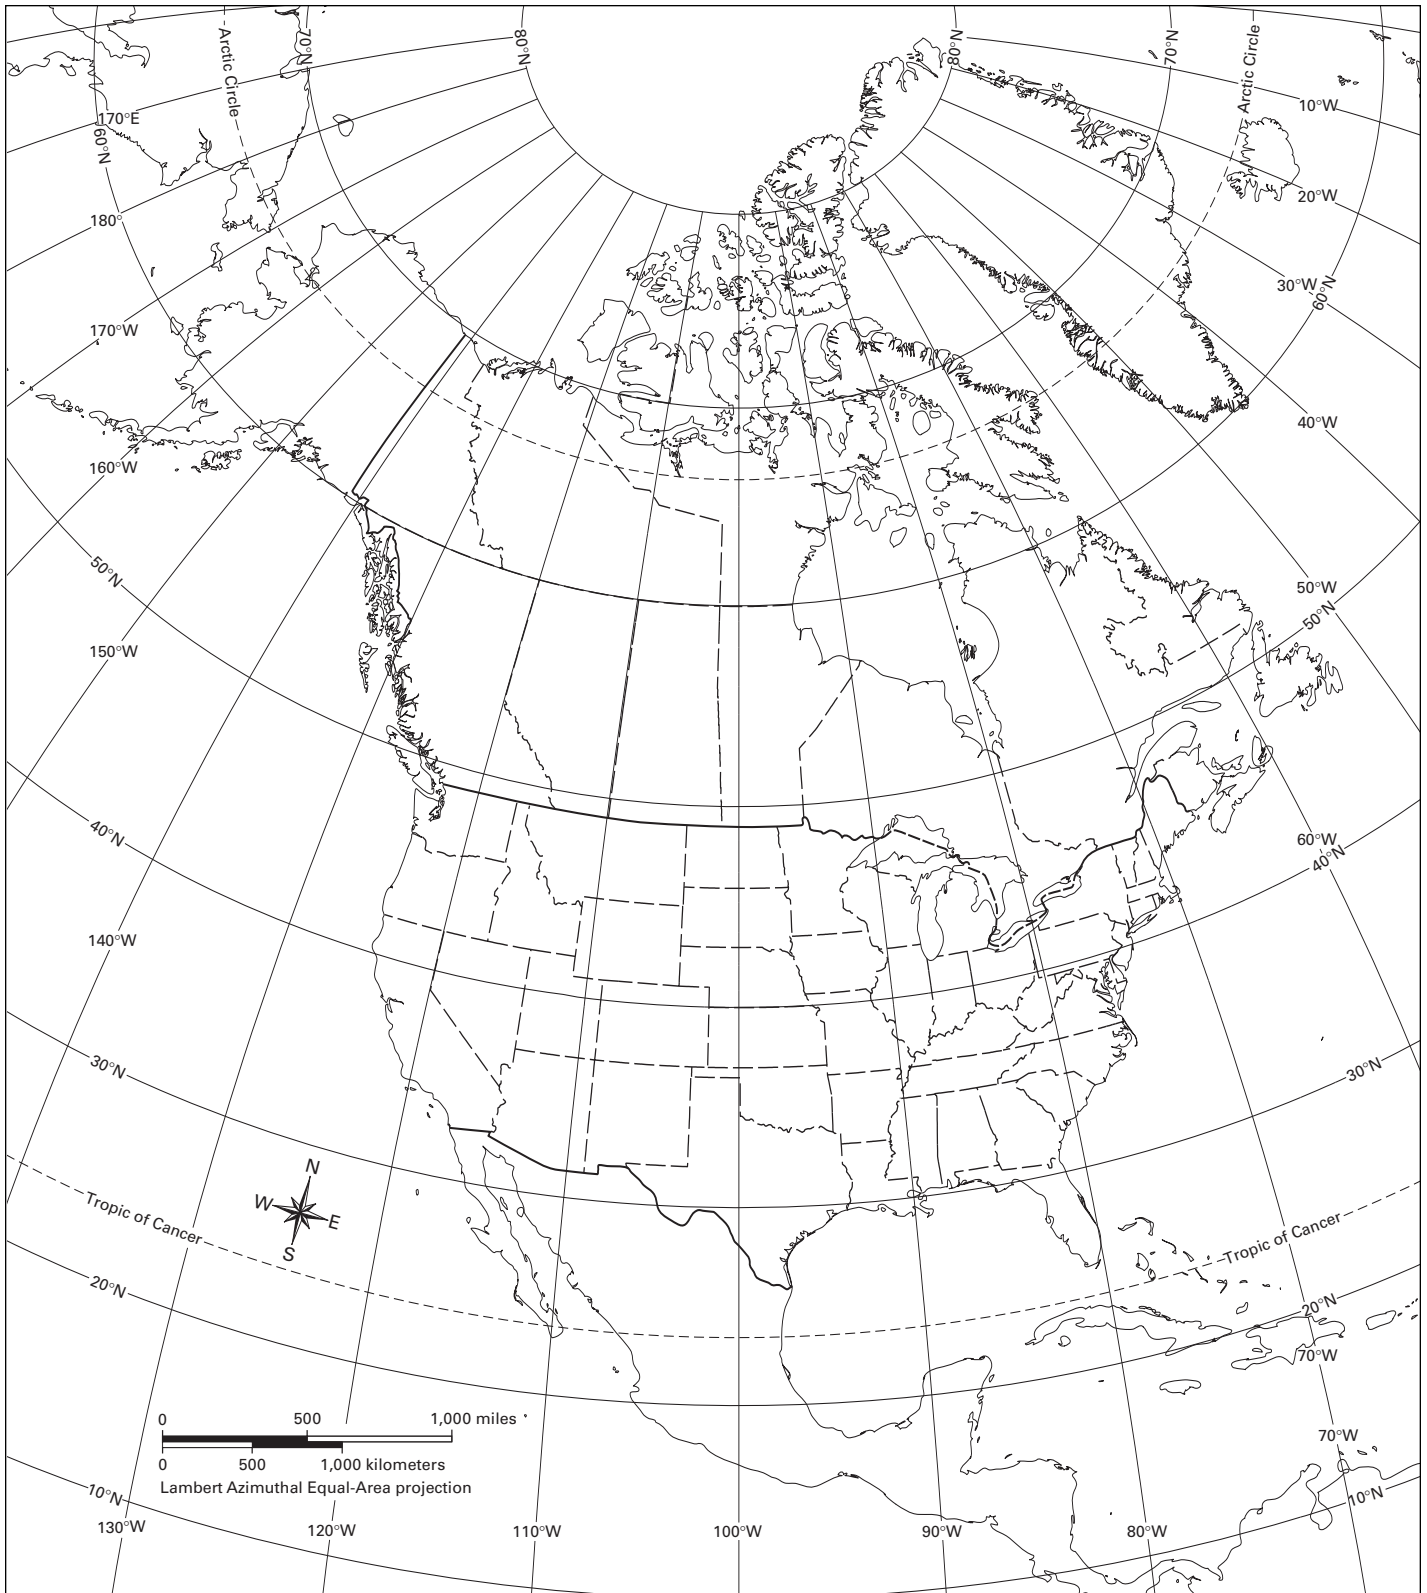 80°N
80°N
70°N
Arctic Circle
70°N
Arctic Circle
10°W
170°E
60°N
20°W
180°
30°W
60°N
170°W
40°W
160°W
50°N
50°W
50°N
150°W
40°N
60°W
40°N
140°W
30°N
30°N
N
W
E
S
Tropic of Cancer
Tropic of Cancer
20°N
20°N
70°W
0 500 1,000 miles
0 500 1,000 kilometers
Lambert Azimuthal Equal-Area projection
70°W
10°N
10°N
130°W
120°W
110°W
100°W
90°W
80°W